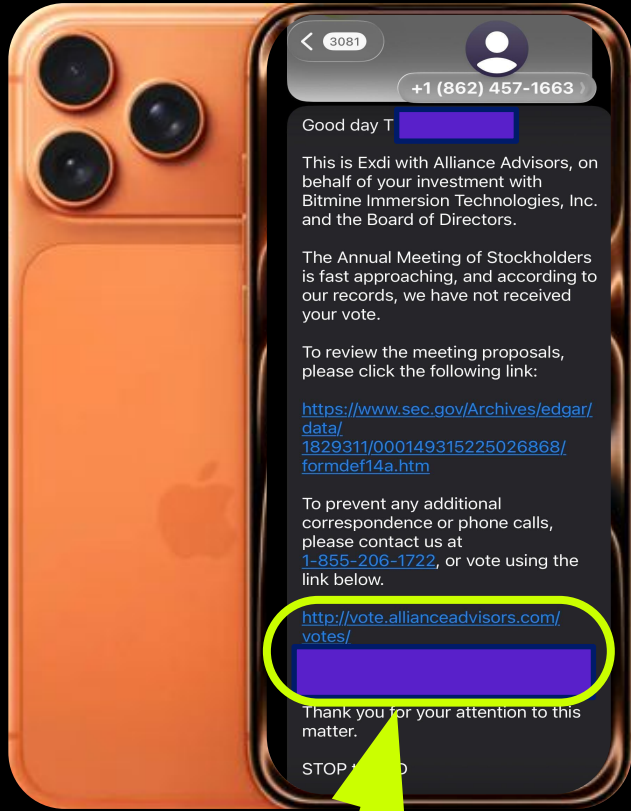 3081
+1 (862) 457-1663
Good day T
This is Exdi with Alliance Advisors, on
behalf of your investment with
Bitmine Immersion Technologies, Inc.
and the Board of Directors.
The Annual Meeting of Stockholders
is fast approaching, and according to
our records, we have not received
your vote.
To review the meeting proposals,
please click the following link:
https://www.sec.gov/Archives/edgar/
data/
1829311/000149315225026868/
formdef14a.htm
To prevent any additional
correspondence or phone calls,
please contact us at
1-855-206-1722, or vote using the
link below.
http://vote.allianceadvisors.com/
votes/
Thank you for your attention to this
matter.
STOP